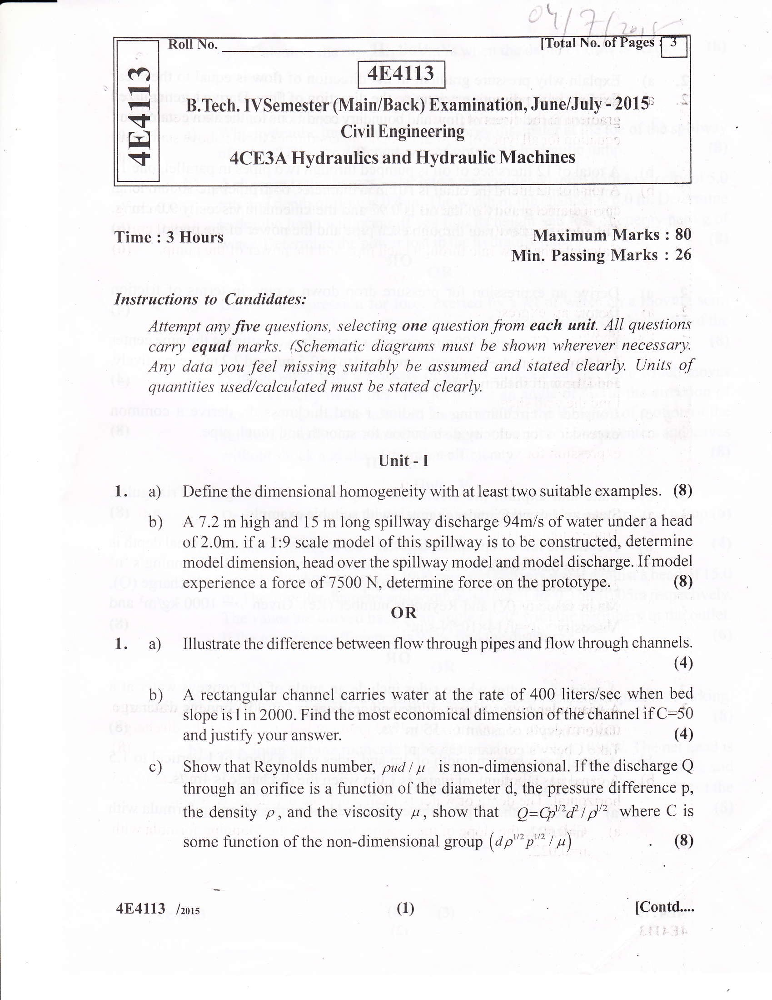 04/7/2015
Roll No.
[Total No. of Pages : 3
4E4113
4E4113
B.Tech. IVSemester (Main/Back) Examination, June/July - 2015
Civil Engineering
4CE3A Hydraulics and Hydraulic Machines
Time : 3 Hours
Maximum Marks : 80
Min. Passing Marks : 26
Instructions to Candidates:
Attempt any five questions, selecting one question from each unit. All questions
carry equal marks. (Schematic diagrams must be shown wherever necessary.
Any data you feel missing suitably be assumed and stated clearly. Units of
quantities used/calculated must be stated clearly.
Unit - I
1. a) Define the dimensional homogeneity with at least two suitable examples. (8)
b) A 7.2 m high and 15 m long spillway discharge 94m/s of water under a head
of 2.0m. if a 1:9 scale model of this spillway is to be constructed, determine
model dimension, head over the spillway model and model discharge. If model
experience a force of 7500 N, determine force on the prototype. (8)
OR
1. a) Illustrate the difference between flow through pipes and flow through channels.
(4)
b) A rectangular channel carries water at the rate of 400 liters/sec when bed
slope is 1 in 2000. Find the most economical dimension of the channel if C=50
and justify your answer. (4)
c) Show that Reynolds number, ρud / μ is non-dimensional. If the discharge Q
through an orifice is a function of the diameter d, the pressure difference p,
the density ρ, and the viscosity μ, show that Q=Cp^1/2 d^2 / ρ^1/2 where C is
some function of the non-dimensional group (dρ^1/2 p^1/2 / μ) . (8)
4E4113 /2015
(1)
[Contd....